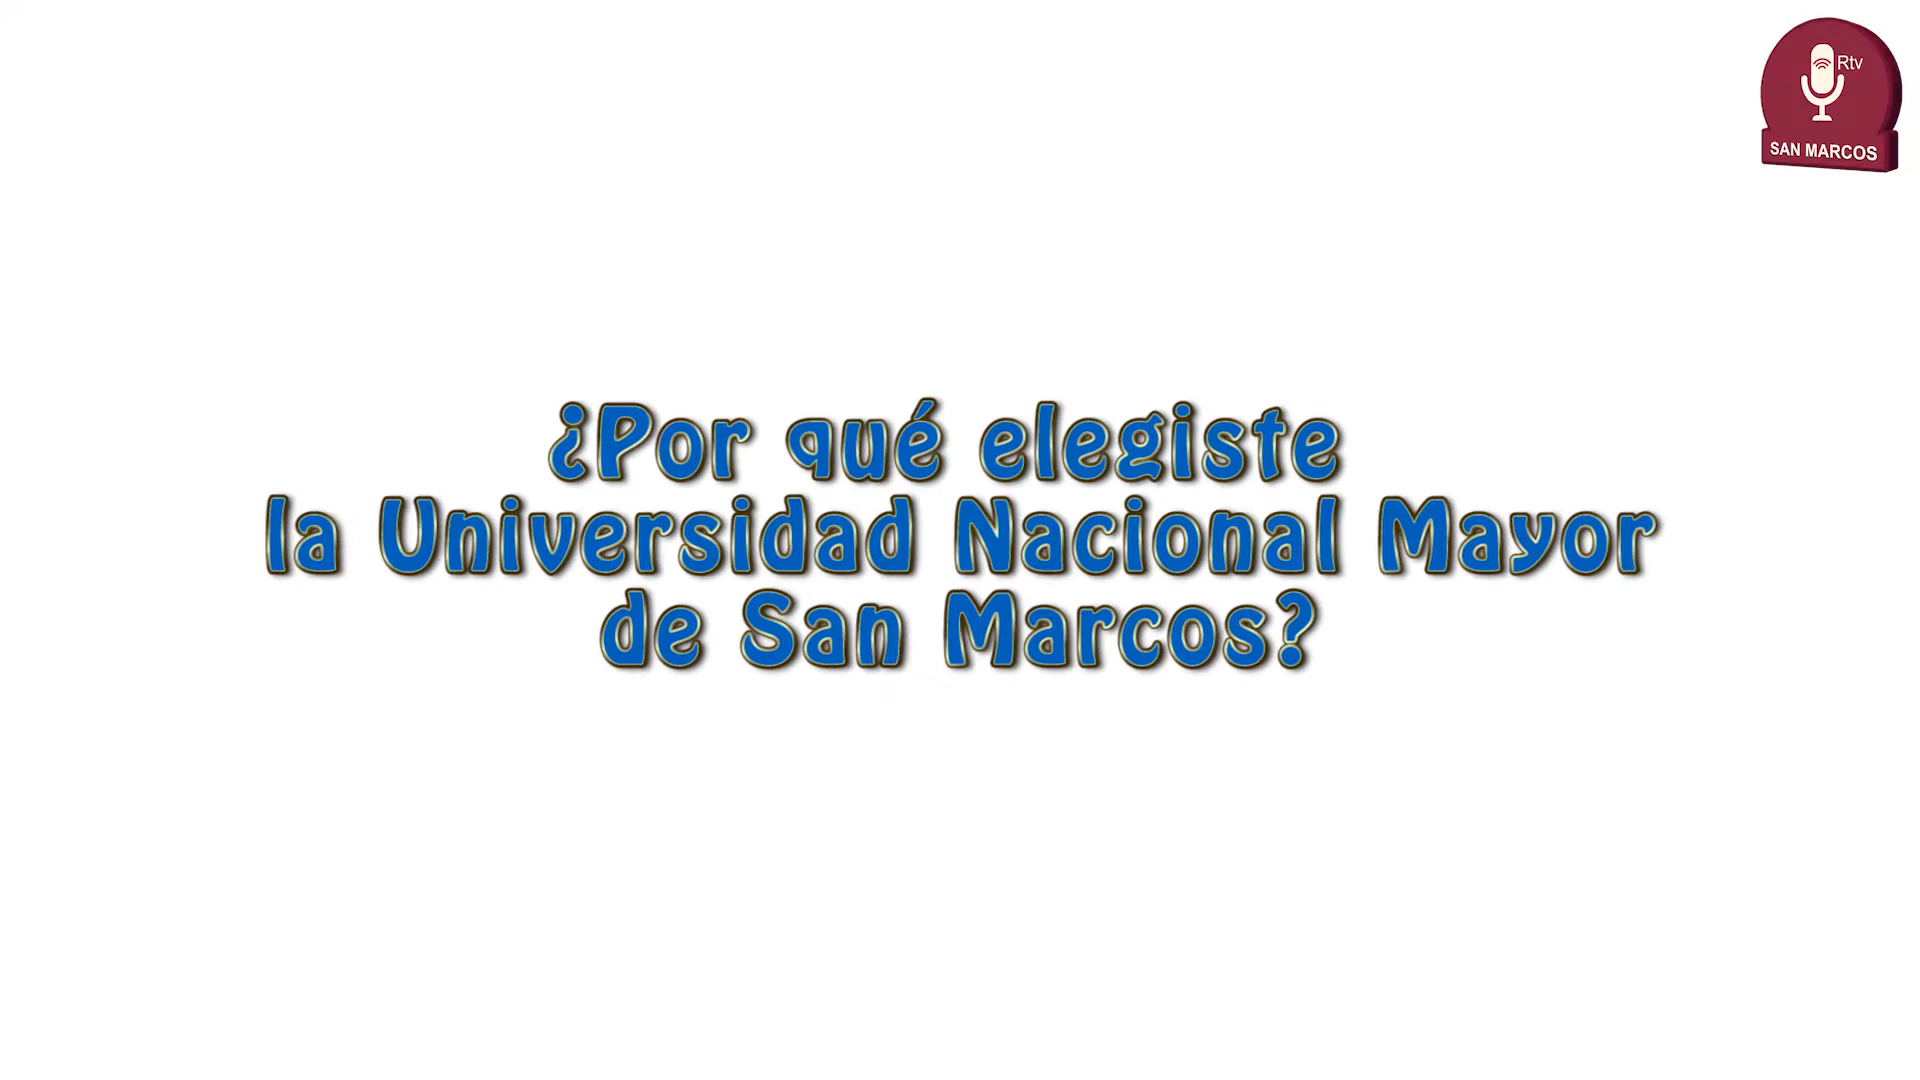 Rtv
SAN MARCOS
¿Por qué elegiste
la Universidad Nacional Mayor
de San Marcos?